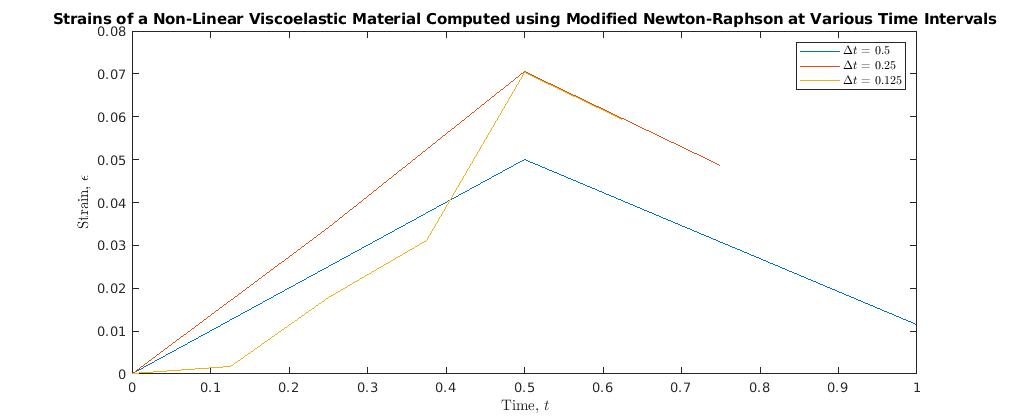 Strains of a Non-Linear Viscoelastic Material Computed using Modified Newton-Raphson at Various Time Intervals
0.08
0.07
0.06
0.05
0.04
0.03
0.02
0.01
0
Strain, ϵ
Δt = 0.5
Δt = 0.25
Δt = 0.125
0 0.1 0.2 0.3 0.4 0.5 0.6 0.7 0.8 0.9 1
Time, t